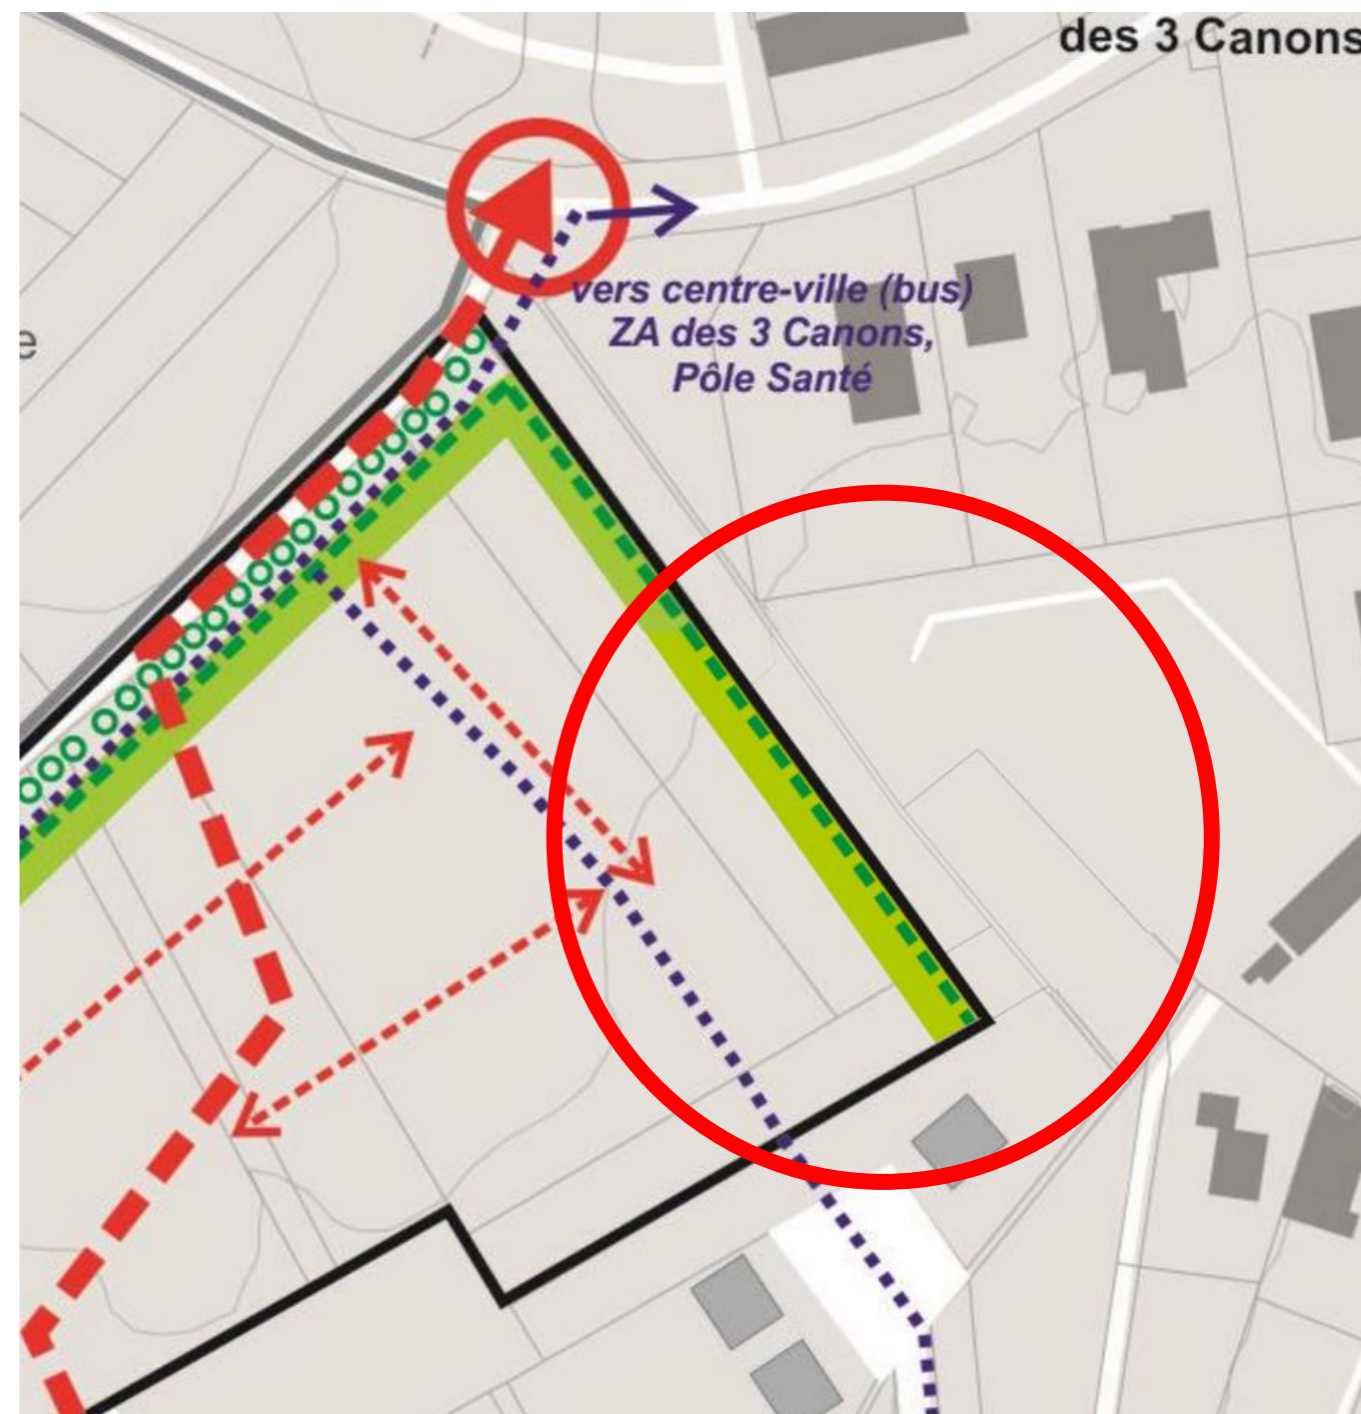 des 3 Canons
vers centre-ville (bus)
ZA des 3 Canons,
Pôle Santé
e